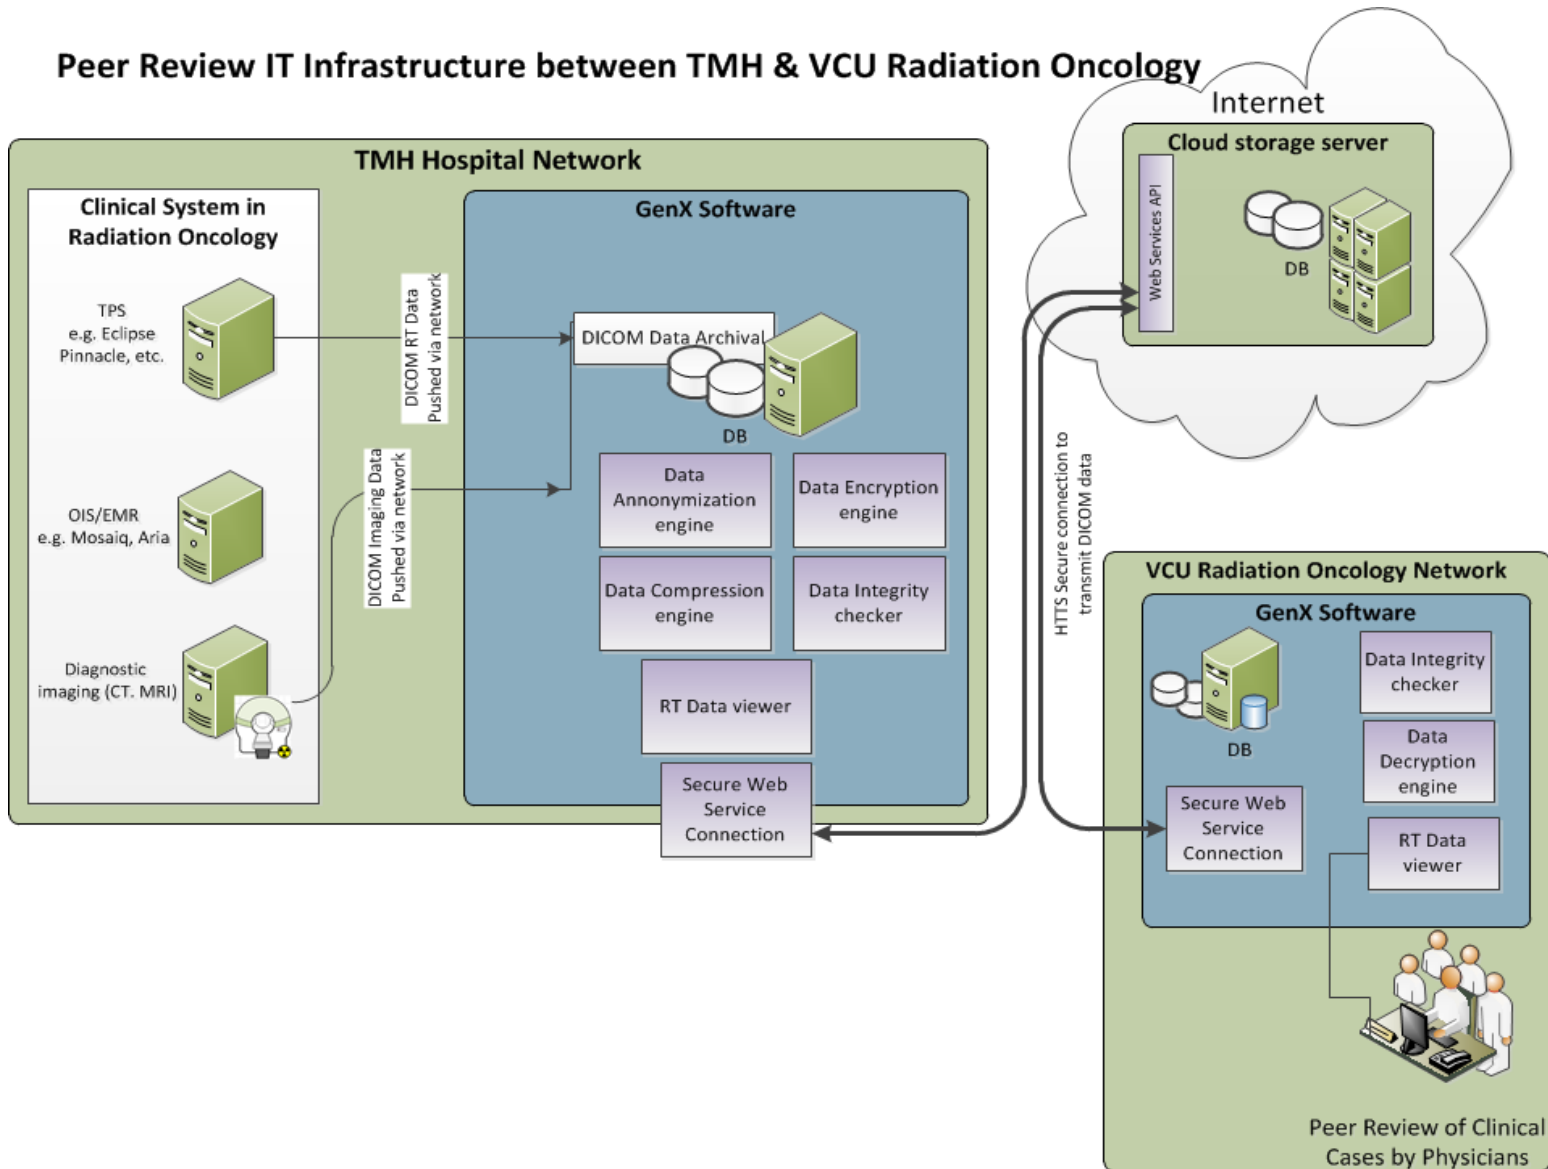 Peer Review IT Infrastructure between TMH & VCU Radiation Oncology
Internet
Cloud storage server
Web Services API
DB
TMH Hospital Network
Clinical System in
Radiation Oncology
TPS
e.g. Eclipse
Pinnacle, etc.
OIS/EMR
e.g. Mosaiq, Aria
Diagnostic
imaging (CT. MRI)
DICOM RT Data
Pushed via network
DICOM Imaging Data
Pushed via network
GenX Software
DICOM Data Archival
DB
Data
Annonymization
engine
Data Encryption
engine
Data Compression
engine
Data Integrity
checker
RT Data viewer
Secure Web
Service
Connection
HTTS Secure connection to
transmit DICOM data
VCU Radiation Oncology Network
GenX Software
DB
Data Integrity
checker
Data
Decryption
engine
Secure Web
Service
Connection
RT Data
viewer
Peer Review of Clinical
Cases by Physicians